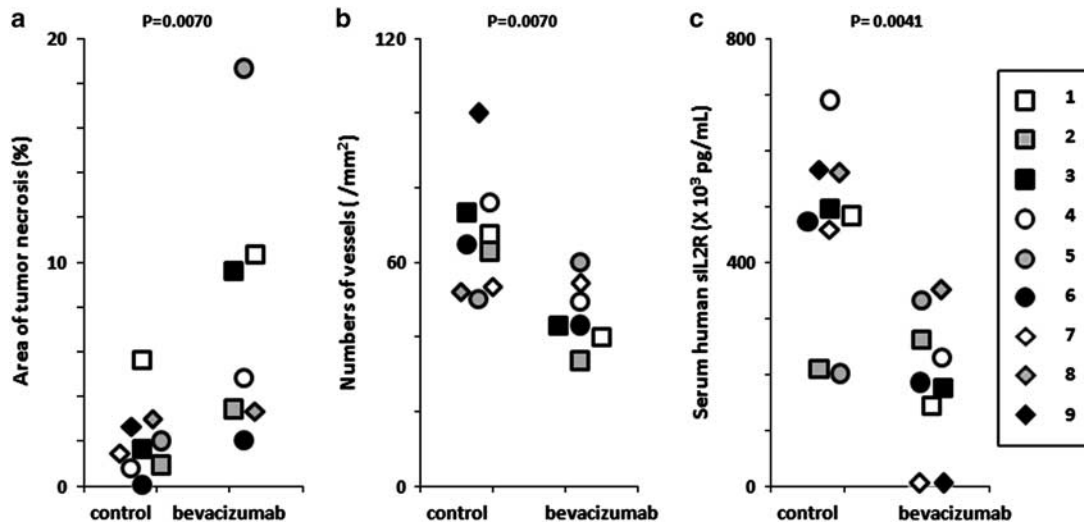 a
P=0.0070
20
10
0
Area of tumor necrosis (%)
control bevacizumab
b
P=0.0070
120
60
0
Numbers of vessels ( /mm²)
control bevacizumab
c
P= 0.0041
800
400
0
Serum human sIL2R (X 10³ pg/mL)
control bevacizumab
1
2
3
4
5
6
7
8
9